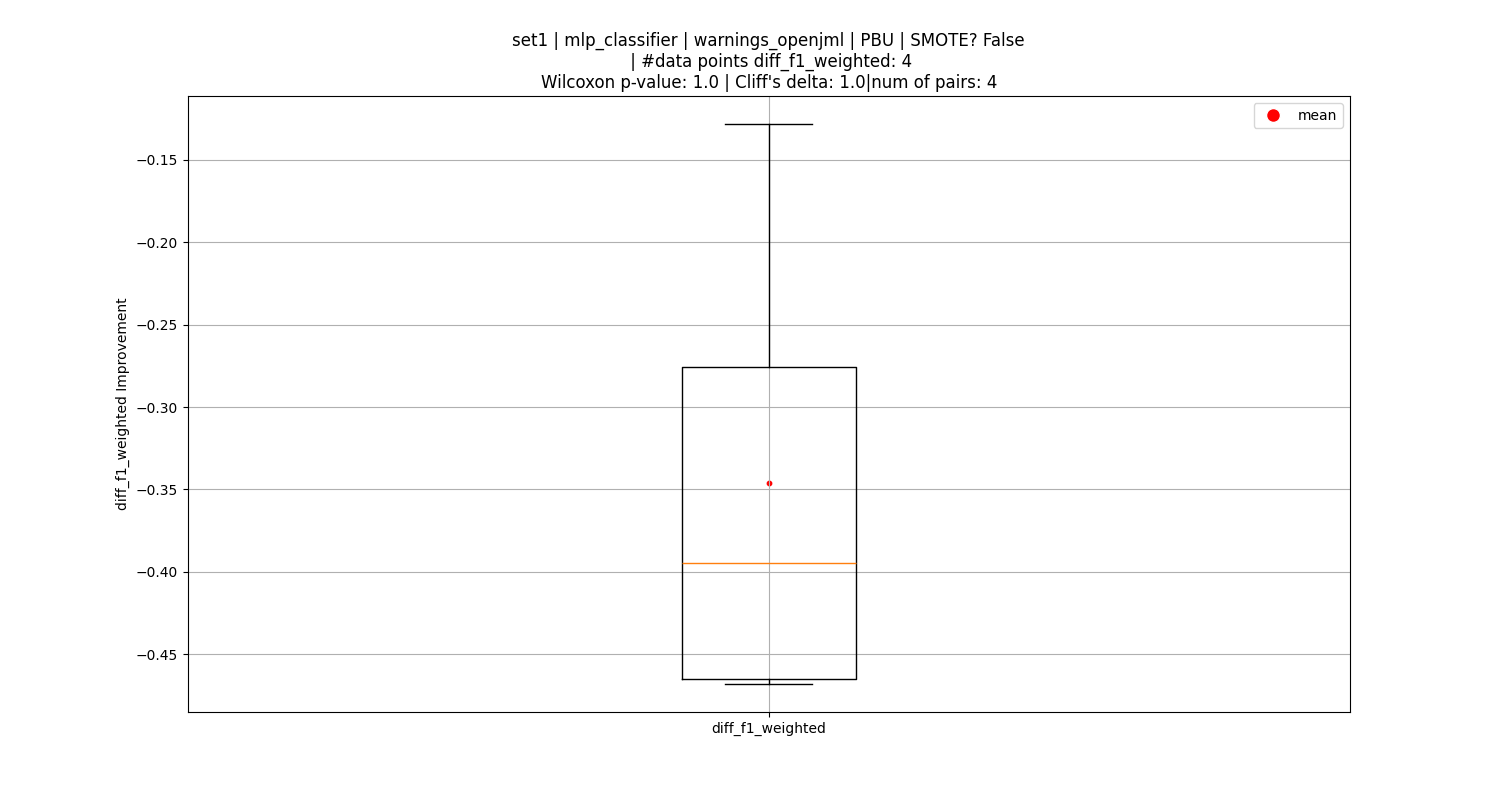 set1 | mlp_classifier | warnings_openjml | PBU | SMOTE? False
| #data points diff_f1_weighted: 4
Wilcoxon p-value: 1.0 | Cliff's delta: 1.0|num of pairs: 4
mean
−0.15
−0.20
−0.25
−0.30
−0.35
−0.40
−0.45
diff_f1_weighted Improvement
diff_f1_weighted